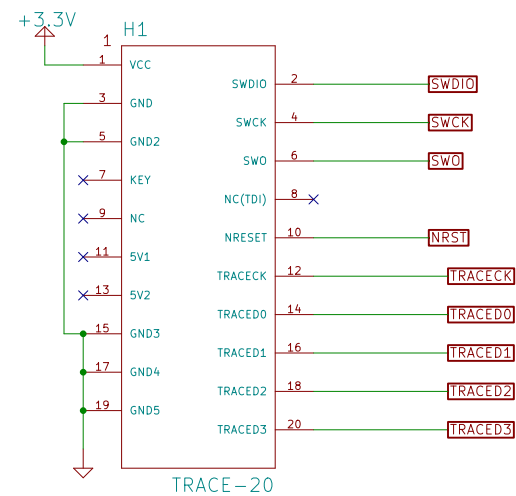 +3.3V
H1
1
1 VCC
SWDIO 2 SWDIO
3 GND
SWCK 4 SWCK
5 GND2
SWO 6 SWO
7 KEY
NC(TDI) 8
9 NC
NRESET 10 NRST
11 5V1
TRACECK 12 TRACECK
13 5V2
TRACED0 14 TRACED0
15 GND3
TRACED1 16 TRACED1
17 GND4
TRACED2 18 TRACED2
19 GND5
TRACED3 20 TRACED3
TRACE-20